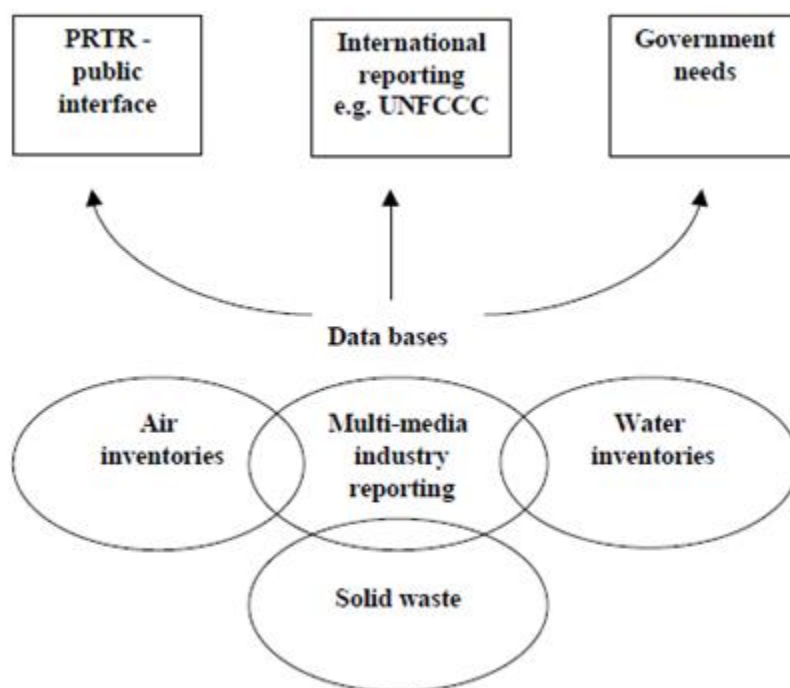 PRTR -
public
interface
International
reporting
e.g. UNFCCC
Government
needs
Data bases
Air
inventories
Multi-media
industry
reporting
Water
inventories
Solid waste